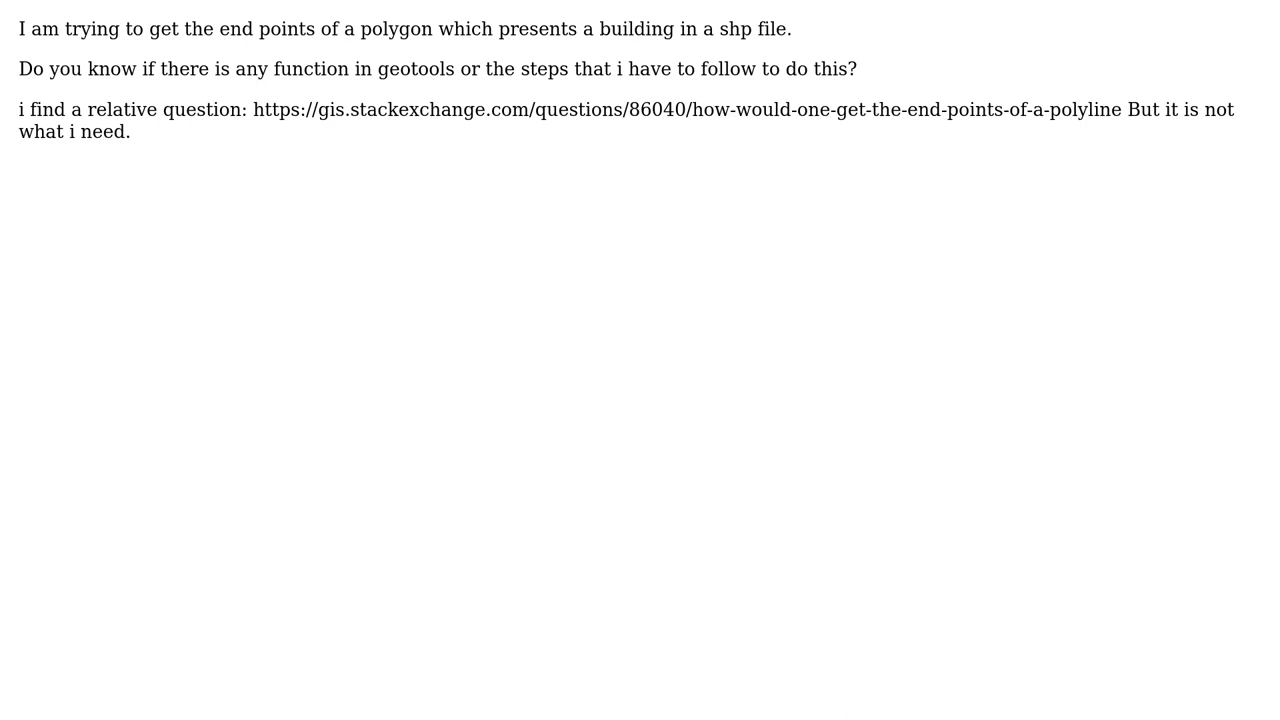 I am trying to get the end points of a polygon which presents a building in a shp file.
Do you know if there is any function in geotools or the steps that i have to follow to do this?
i find a relative question: https://gis.stackexchange.com/questions/86040/how-would-one-get-the-end-points-of-a-polyline But it is not
what i need.